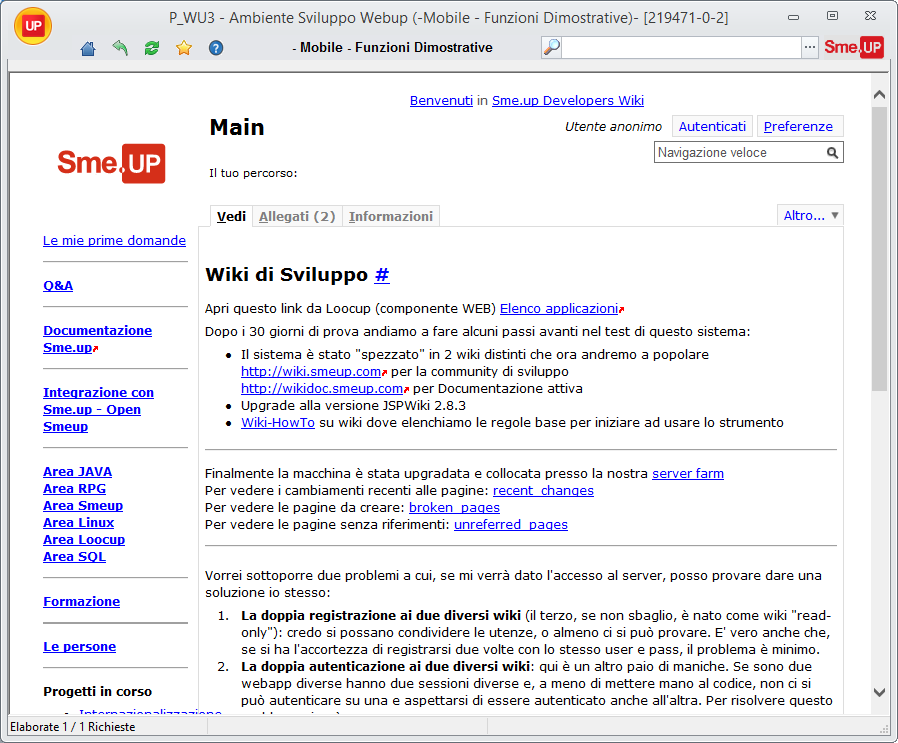 UP
P_WU3 - Ambiente Sviluppo Webup (-Mobile - Funzioni Dimostrative)- [219471-0-2]
- Mobile - Funzioni Dimostrative
...
Sme.UP
Benvenuti in Sme.up Developers Wiki
Main
Utente anonimo
Autenticati
Preferenze
Navigazione veloce
Sme.UP
Il tuo percorso:
Vedi
Allegati (2)
Informazioni
Altro...
Le mie prime domande
Q&A
Documentazione
Sme.up
Integrazione con
Sme.up - Open
Smeup
Area JAVA
Area RPG
Area Smeup
Area Linux
Area Loocup
Area SQL
Formazione
Le persone
Progetti in corso
Internazionalizzazione
Wiki di Sviluppo #
Apri questo link da Loocup (componente WEB) Elenco applicazioni
Dopo i 30 giorni di prova andiamo a fare alcuni passi avanti nel test di questo sistema:
• Il sistema è stato "spezzato" in 2 wiki distinti che ora andremo a popolare
http://wiki.smeup.com per la community di sviluppo
http://wikidoc.smeup.com per Documentazione attiva
• Upgrade alla versione JSPWiki 2.8.3
• Wiki-HowTo su wiki dove elenchiamo le regole base per iniziare ad usare lo strumento
Finalmente la macchina è stata upgradata e collocata presso la nostra server farm
Per vedere i cambiamenti recenti alle pagine: recent_changes
Per vedere le pagine da creare: broken_pages
Per vedere le pagine senza riferimenti: unreferred_pages
Vorrei sottoporre due problemi a cui, se mi verrà dato l'accesso al server, posso provare dare una
soluzione io stesso:
1. La doppia registrazione ai due diversi wiki (il terzo, se non sbaglio, è nato come wiki "read-
only"): credo si possano condividere le utenze, o almeno ci si può provare. E' vero anche che,
se si ha l'accortezza di registrarsi due volte con lo stesso user e pass, il problema è minimo.
2. La doppia autenticazione ai due diversi wiki: qui è un altro paio di maniche. Se sono due
webapp diverse hanno due sessioni diverse e, a meno di mettere mano al codice, non ci si
può autenticare su una e aspettarsi di essere autenticato anche all'altra. Per risolvere questo
Elaborate 1 / 1 Richieste